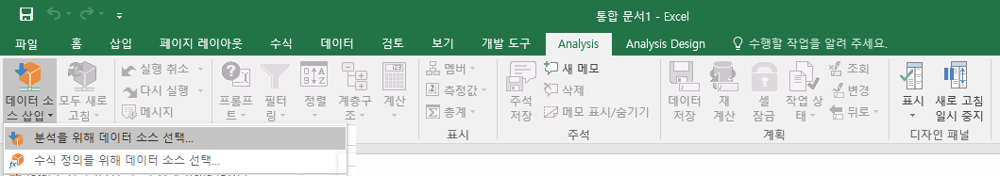 통합 문서1 - Excel
파일 홈 삽입 페이지 레이아웃 수식 데이터 검토 보기 개발 도구 Analysis Analysis Design 수행할 작업을 알려 주세요.
데이터 소스 삽입
모두 새로 고침
실행 취소
다시 실행
메시지
프롬프트
필터링
정렬
계층구조
계산
멤버
측정값
총계
표시
주석 저장
새 메모
삭제
메모 표시/숨기기
주석
데이터 저장
재 계산
셀 잠금
작업 상태
조회
변경
뒤로
계획
표시
새로 고침 일시 중지
디자인 패널
분석을 위해 데이터 소스 선택...
수식 정의를 위해 데이터 소스 선택...